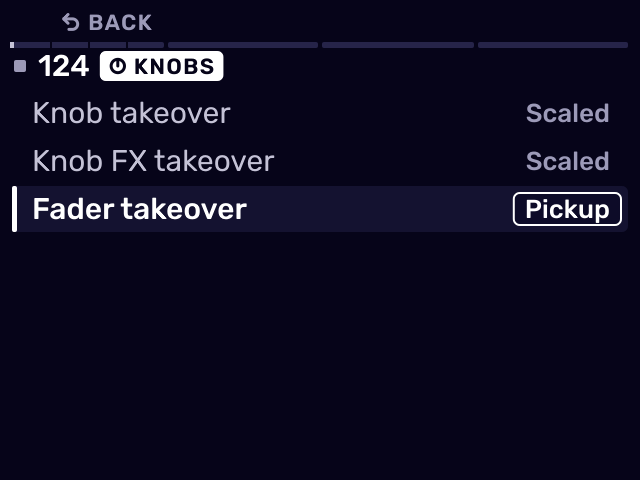 BACK
124 KNOBS
Knob takeover Scaled
Knob FX takeover Scaled
Fader takeover Pickup